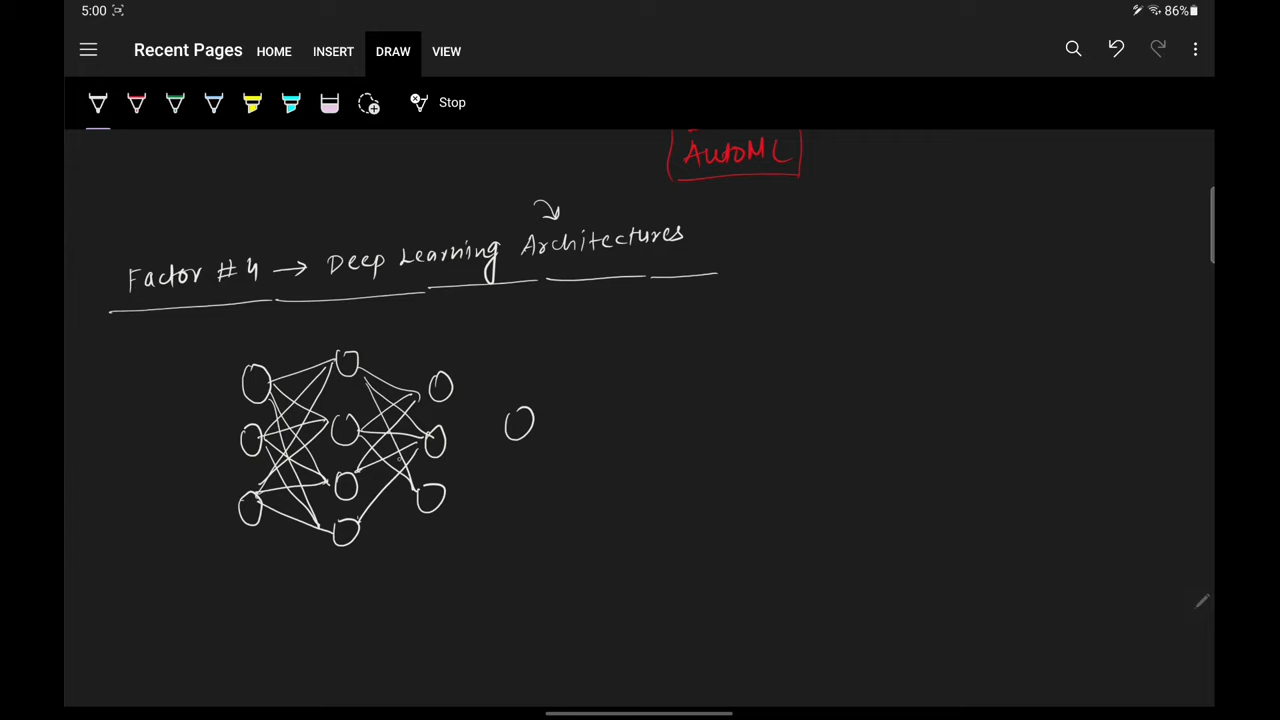 5:00 86%
Recent Pages HOME INSERT DRAW VIEW
Stop
AutoML
Factor #4 → Deep Learning Architectures